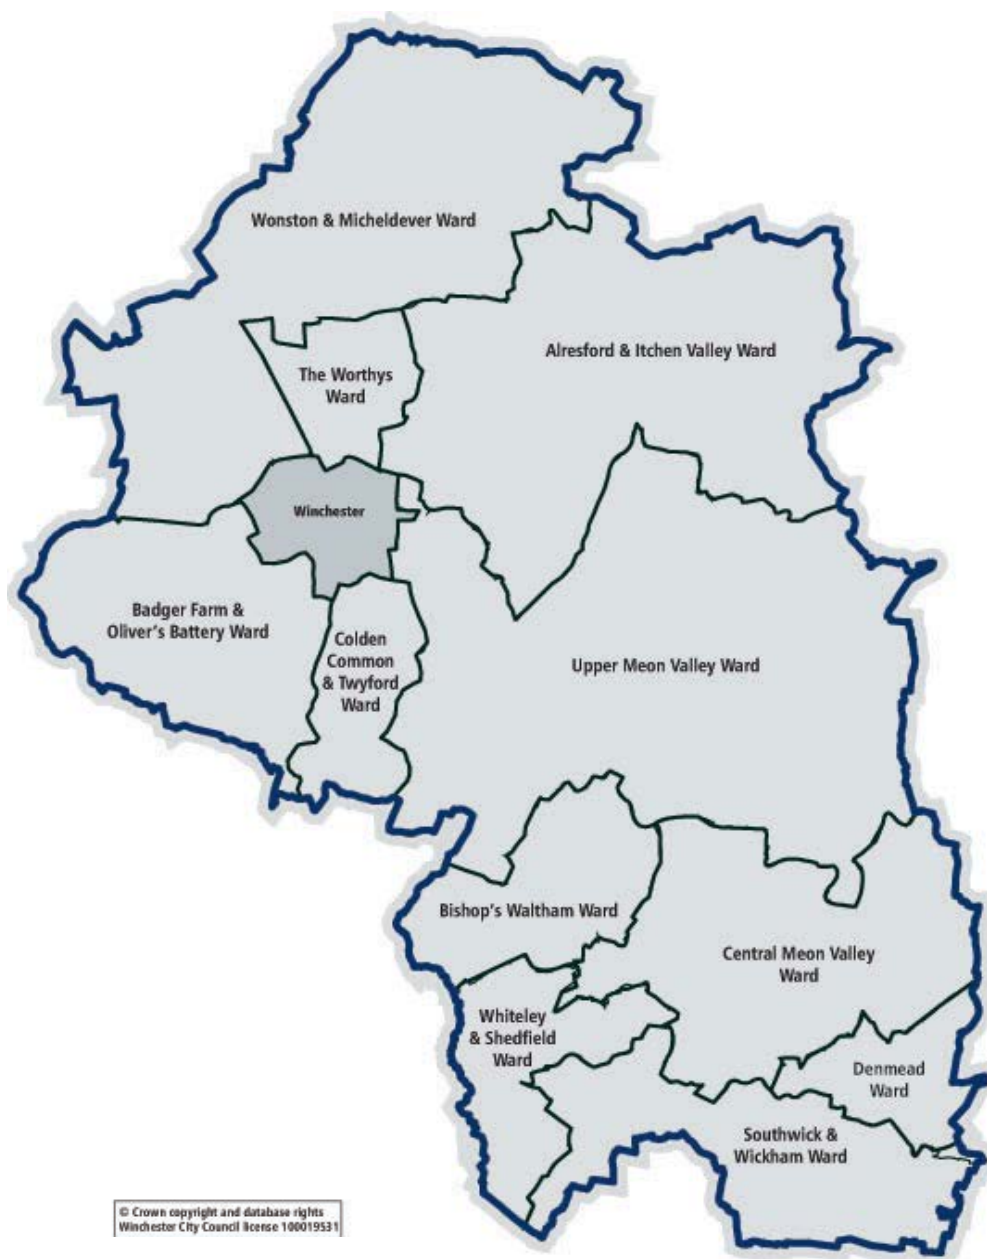 Wonston & Micheldever Ward
Alresford & Itchen Valley Ward
The Worthys
Ward
Winchester
Badger Farm &
Oliver's Battery Ward
Colden
Common
& Twyford
Ward
Upper Meon Valley Ward
Bishop's Waltham Ward
Central Meon Valley
Ward
Whiteley
& Shedfield
Ward
Denmead
Ward
Southwick &
Wickham Ward
© Crown copyright and database rights
Winchester City Council license 100019531